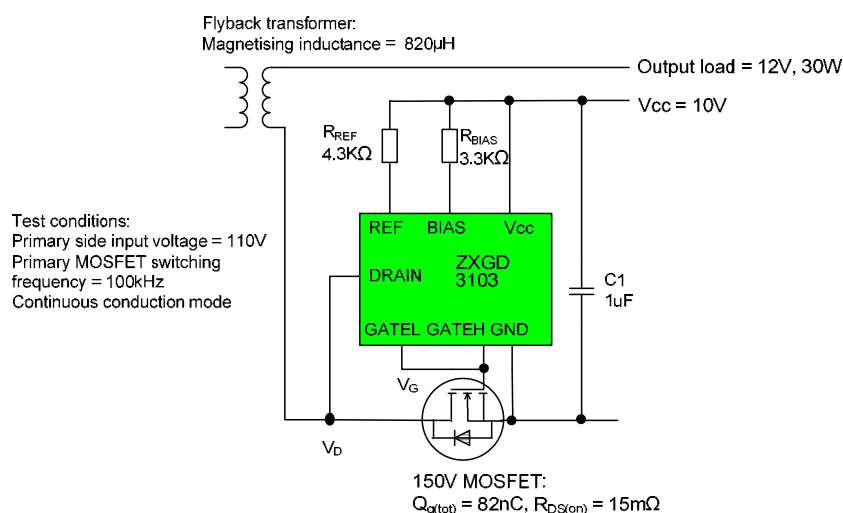 Flyback transformer:
Magnetising inductance = 820µH
Output load = 12V, 30W
Vcc = 10V
RREF
4.3KΩ
RBIAS
3.3KΩ
Test conditions:
Primary side input voltage = 110V
Primary MOSFET switching
frequency = 100kHz
Continuous conduction mode
REF BIAS Vcc
ZXGD
3103
DRAIN
GATEL GATEH GND
C1
1uF
VG
VD
150V MOSFET:
Qg(tot) = 82nC, RDS(on) = 15mΩ